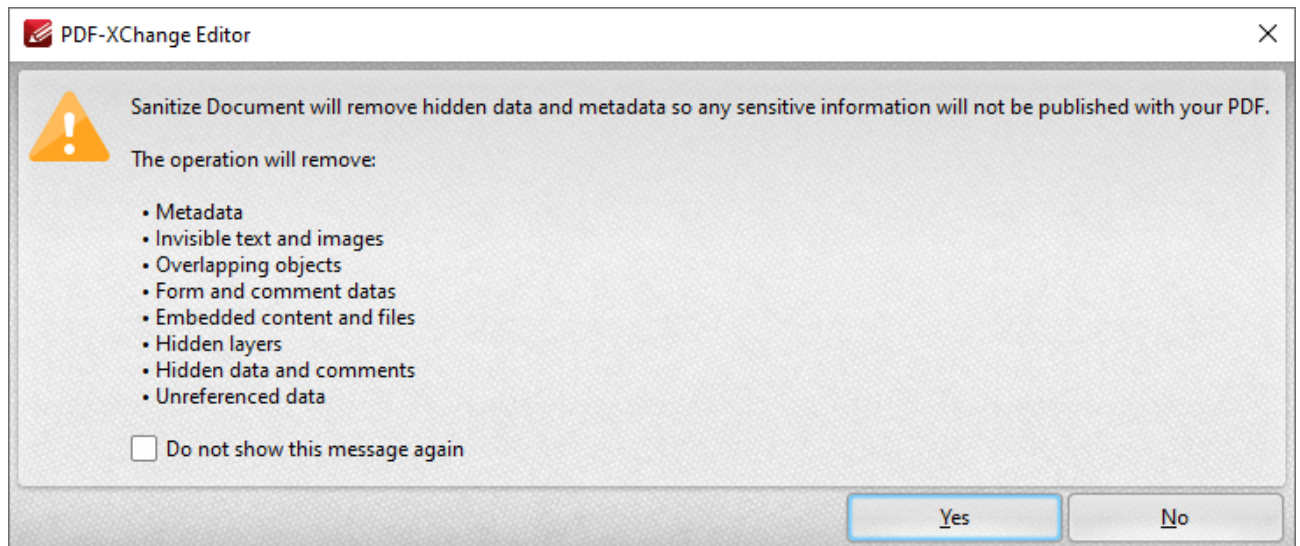 PDF-XChange Editor
Sanitize Document will remove hidden data and metadata so any sensitive information will not be published with your PDF.
The operation will remove:
• Metadata
• Invisible text and images
• Overlapping objects
• Form and comment datas
• Embedded content and files
• Hidden layers
• Hidden data and comments
• Unreferenced data
Do not show this message again
Yes No